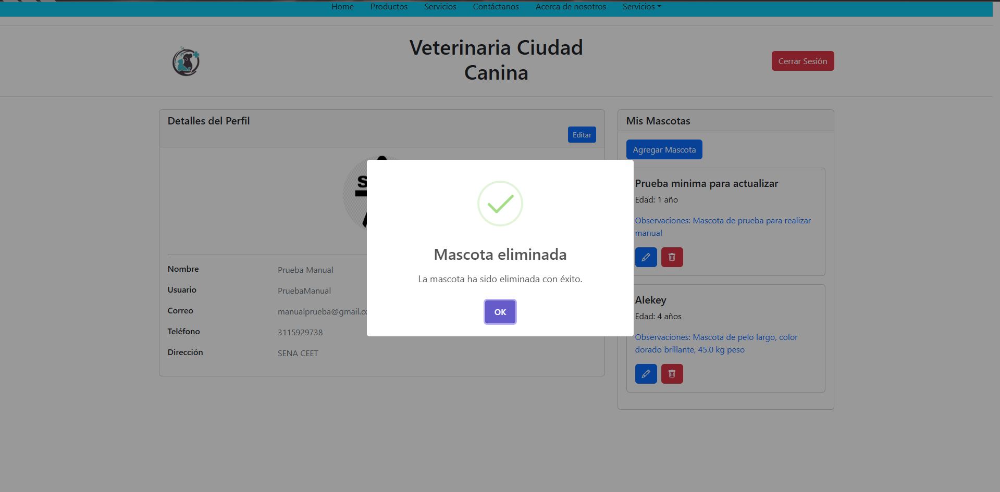 Home Productos Servicios Contáctanos Acerca de nosotros Servicios
Veterinaria Ciudad
Canina
Cerrar Sesión
Detalles del Perfil
Editar
Nombre Prueba Manual
Usuario PruebaManual
Correo manualprueba@gmail.co
Teléfono 3115929738
Dirección SENA CEET
Mascota eliminada
La mascota ha sido eliminada con éxito.
OK
Mis Mascotas
Agregar Mascota
Prueba minima para actualizar
Edad: 1 año
Observaciones: Mascota de prueba para realizar
manual
Alekey
Edad: 4 años
Observaciones: Mascota de pelo largo, color
dorado brillante, 45.0 kg peso